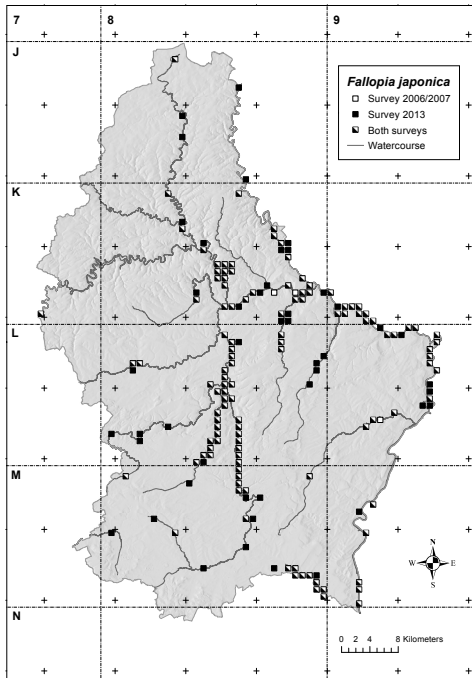 7 8 9
J
Fallopia japonica
Survey 2006/2007
Survey 2013
Both surveys
Watercourse
K
L
M
N
W E
S
N
0 2 4 8 Kilometers